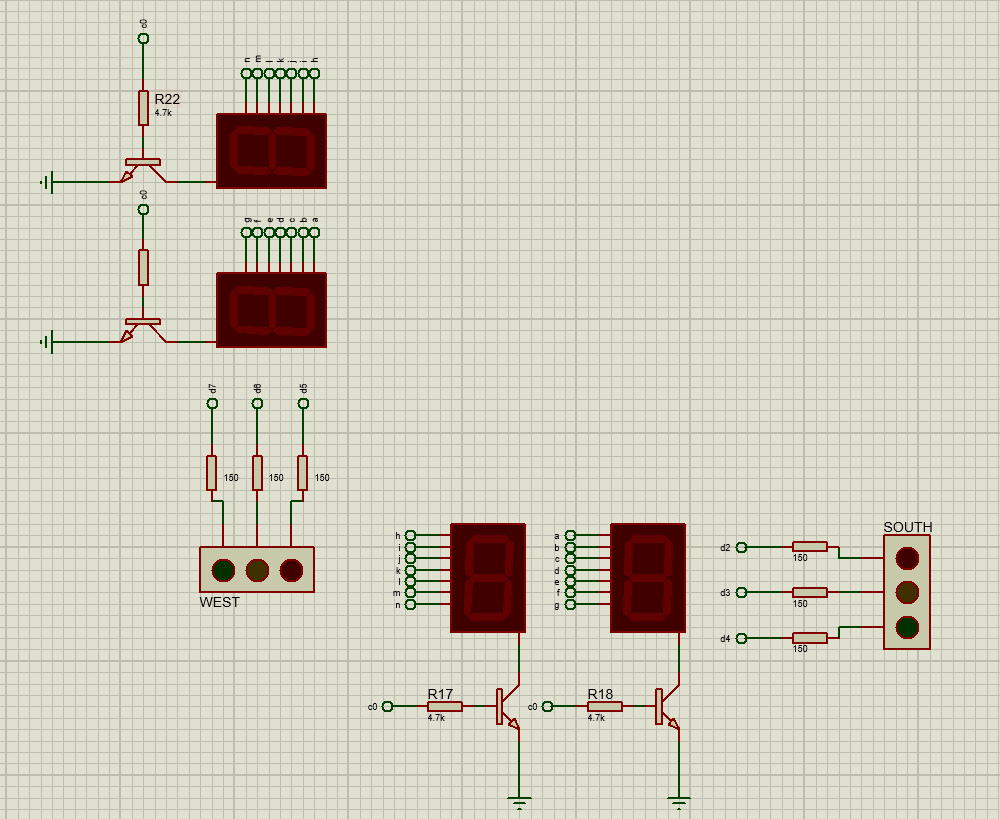 c0
R22
4.7k
n m l k j i h
c0
g f e d c b a
d7 d6 d5
150 150 150
WEST
h
i
j
k
l
m
n
a
b
c
d
e
f
g
SOUTH
d2
150
d3
150
d4
150
c0
R17
4.7k
c0
R18
4.7k